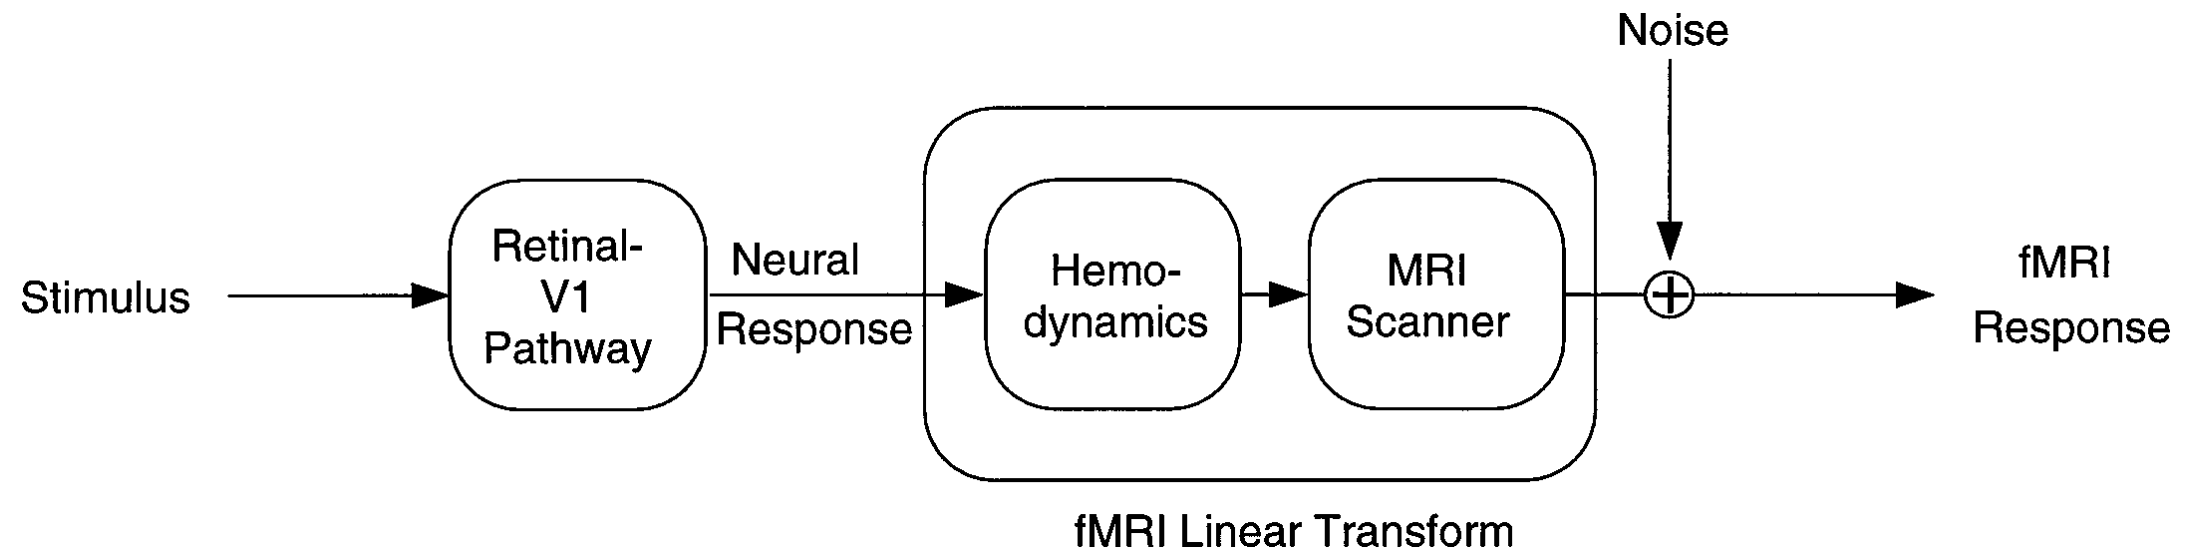 Noise
Stimulus
Retinal-
V1
Pathway
Neural
Response
Hemo-
dynamics
MRI
Scanner
fMRI
Response
fMRI Linear Transform